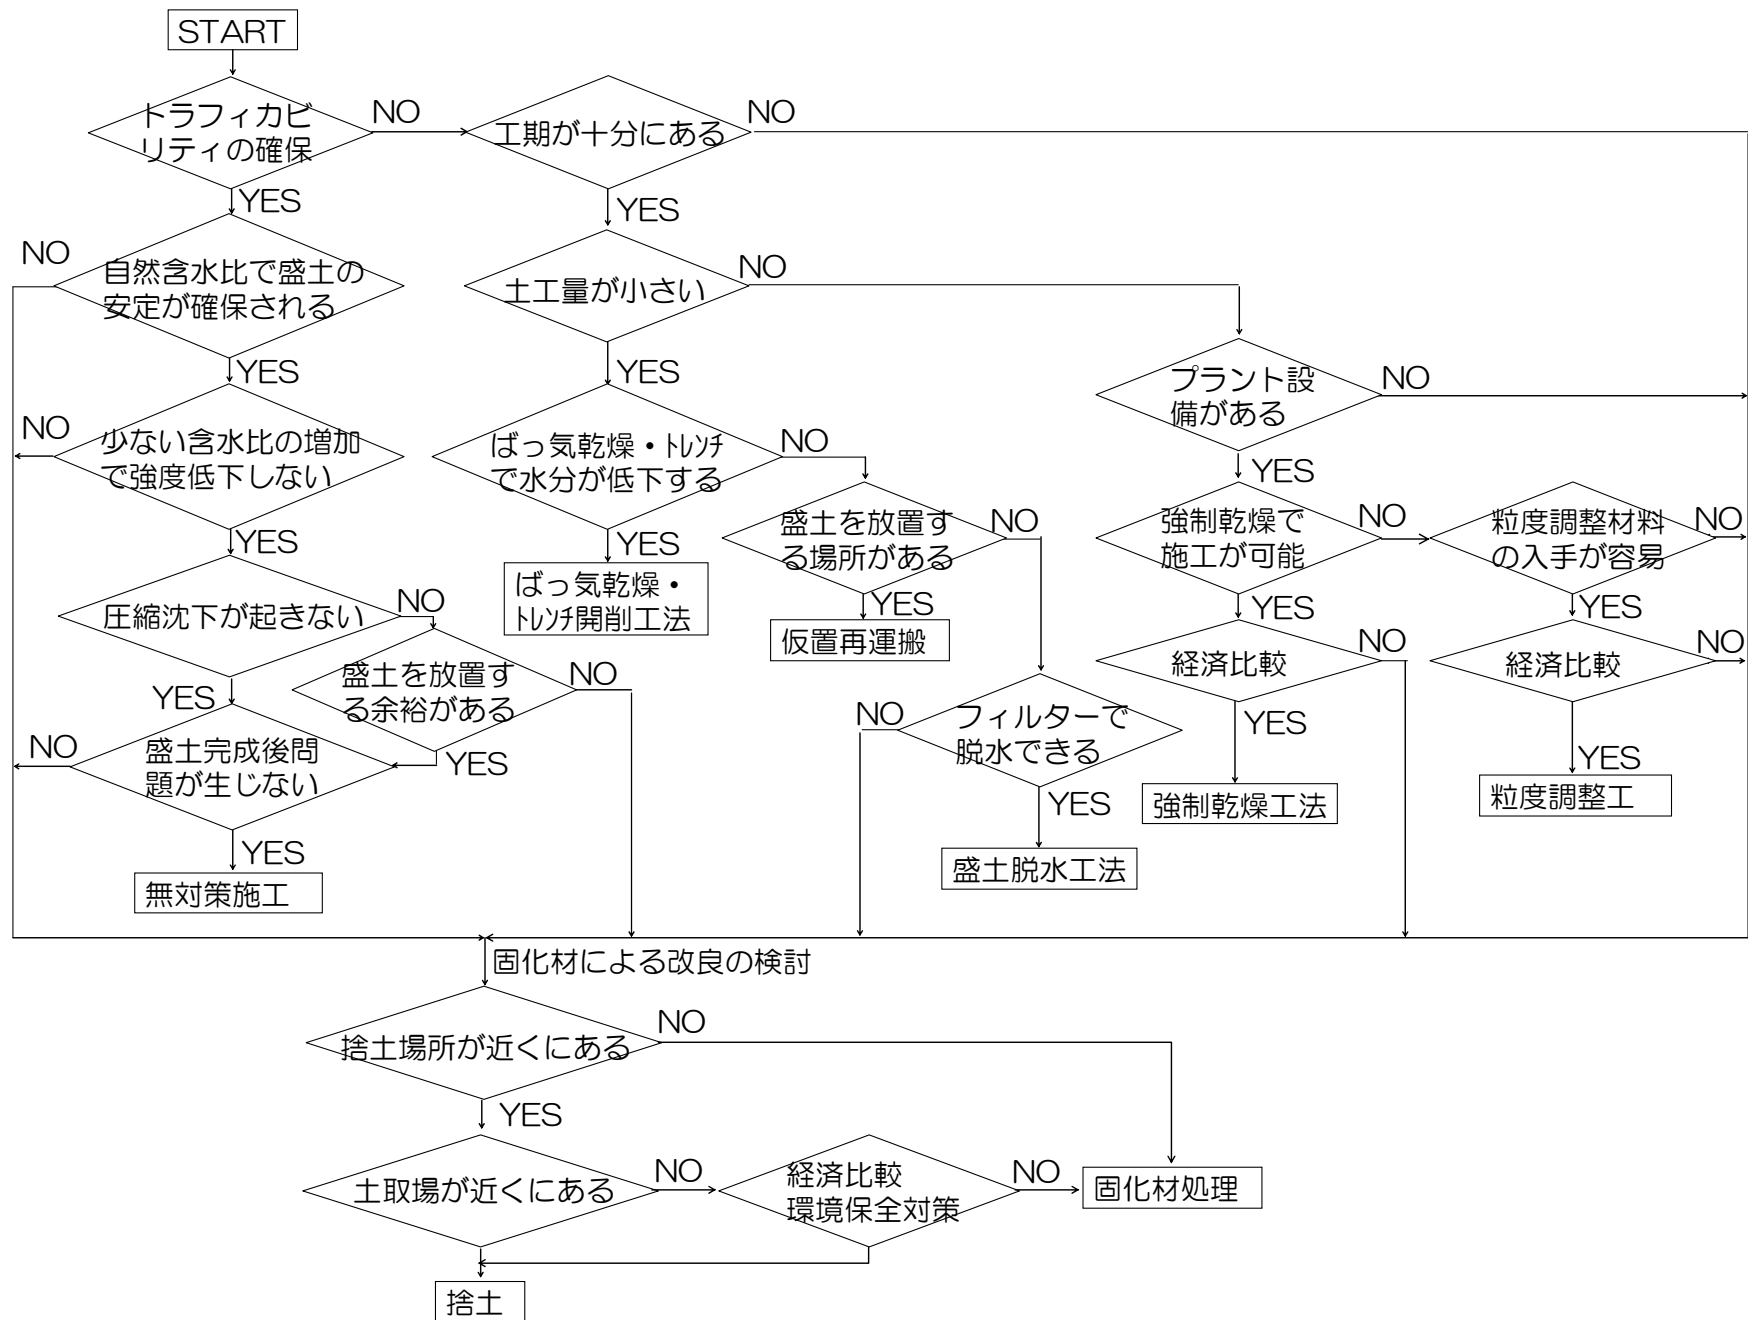 START
トラフィカビ
リティの確保
NO
工期が十分にある
NO
YES
YES
自然含水比で盛土の
安定が確保される
NO
土工量が小さい
NO
YES
YES
プラント設
備がある
NO
少ない含水比の増加
で強度低下しない
NO
ばっ気乾燥・ﾄﾚﾝﾁ
で水分が低下する
NO
YES
YES
YES
盛土を放置す
る場所がある
NO
強制乾燥で
施工が可能
NO
粒度調整材料
の入手が容易
NO
ばっ気乾燥・
ﾄﾚﾝﾁ開削工法
YES
YES
YES
圧縮沈下が起きない
NO
仮置再運搬
経済比較
NO
経済比較
NO
盛土を放置す
る余裕がある
NO
YES
YES
フィルターで
脱水できる
NO
YES
YES
盛土完成後問
題が生じない
NO
YES
YES
強制乾燥工法
粒度調整工
YES
盛土脱水工法
無対策施工
固化材による改良の検討
捨土場所が近くにある
NO
YES
土取場が近くにある
NO
経済比較
環境保全対策
NO
固化材処理
捨土